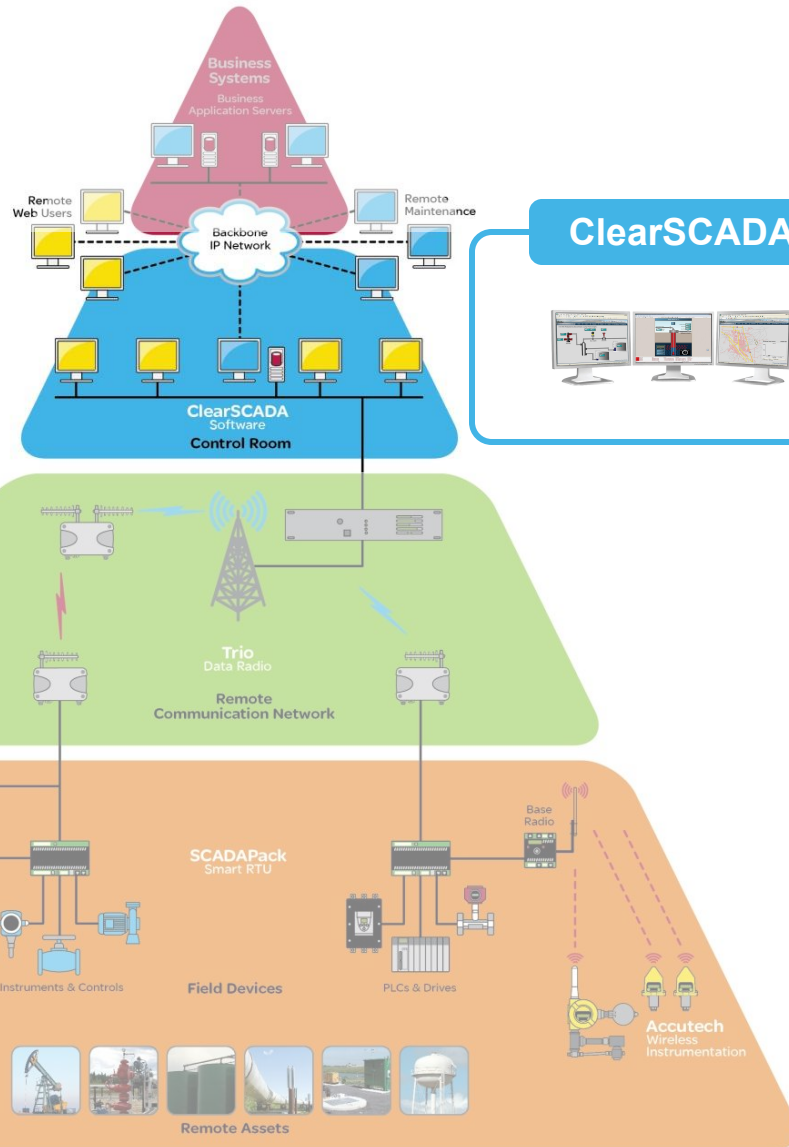 Business
Systems
Business
Application Servers
Remote
Web Users
Remote
Maintenance
Backbone
IP Network
ClearSCADA
ClearSCADA
Software
Control Room
Trio
Data Radio
Remote
Communication Network
Base
Radio
SCADAPack
Smart RTU
Instruments & Controls
Field Devices
PLCs & Drives
Accutech
Wireless
Instrumentation
Remote Assets